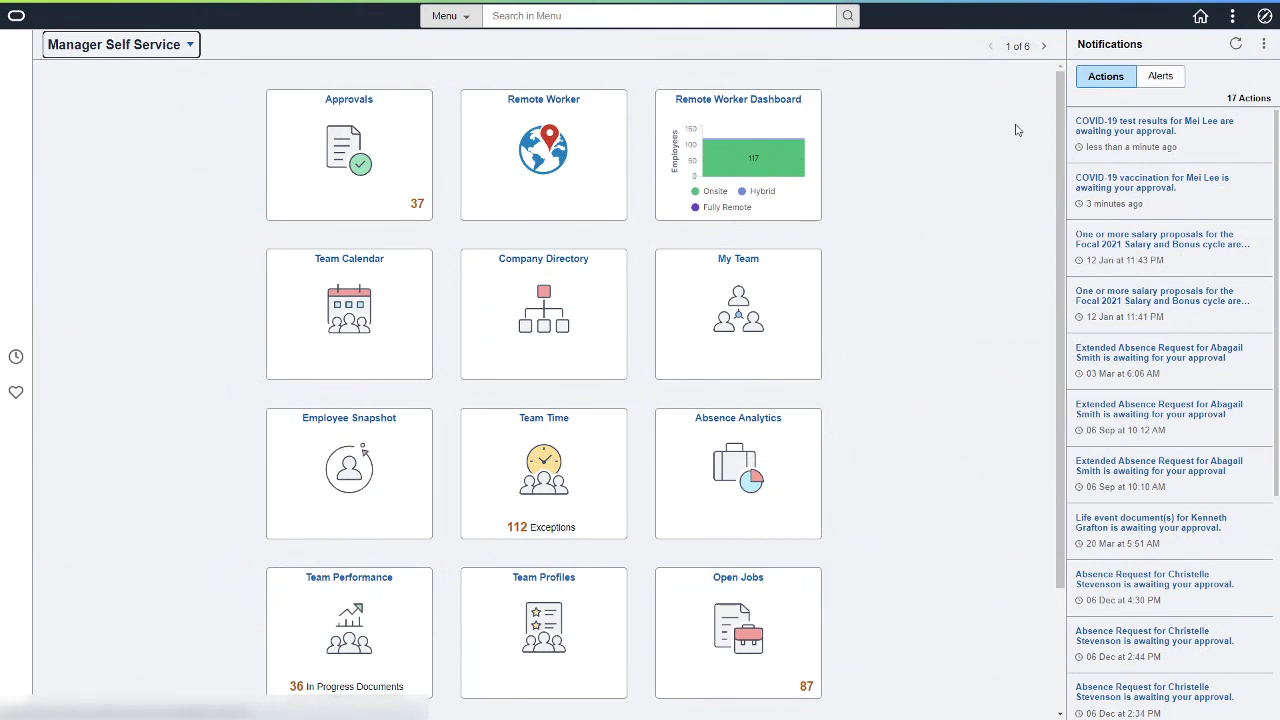 Menu
Search in Menu
Manager Self Service
1 of 6
Notifications
Actions
Alerts
17 Actions
Approvals
37
Remote Worker
Remote Worker Dashboard
Employees
150
100
50
0
117
Onsite
Hybrid
Fully Remote
Team Calendar
Company Directory
My Team
Employee Snapshot
Team Time
112 Exceptions
Absence Analytics
Team Performance
36 In Progress Documents
Team Profiles
Open Jobs
87
COVID-19 test results for Mei Lee are
awaiting your approval.
less than a minute ago
COVID-19 vaccination for Mei Lee is
awaiting your approval.
3 minutes ago
One or more salary proposals for the
Focal 2021 Salary and Bonus cycle are...
12 Jan at 11:43 PM
One or more salary proposals for the
Focal 2021 Salary and Bonus cycle are...
12 Jan at 11:41 PM
Extended Absence Request for Abagail
Smith is awaiting for your approval
03 Mar at 6:06 AM
Extended Absence Request for Abagail
Smith is awaiting for your approval
06 Sep at 10:12 AM
Extended Absence Request for Abagail
Smith is awaiting for your approval
06 Sep at 10:10 AM
Life event document(s) for Kenneth
Grafton is awaiting your approval.
20 Mar at 5:51 AM
Absence Request for Christelle
Stevenson is awaiting your approval.
06 Dec at 4:30 PM
Absence Request for Christelle
Stevenson is awaiting your approval.
06 Dec at 2:44 PM
Absence Request for Christelle
Stevenson is awaiting your approval.
06 Dec at 2:34 PM